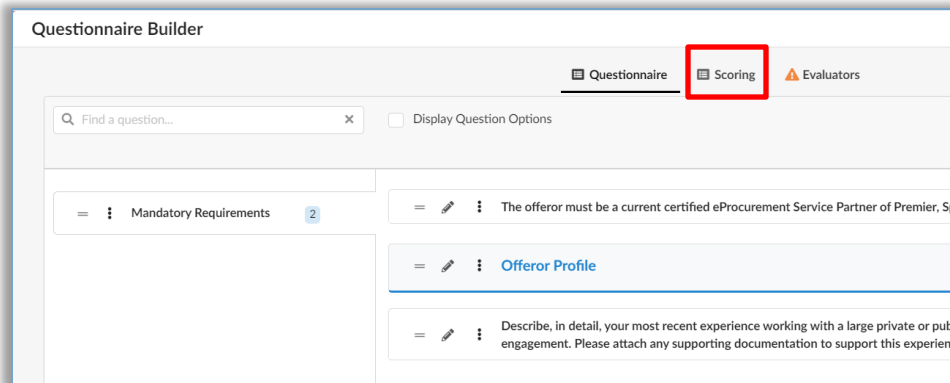 Questionnaire Builder
Questionnaire
Scoring
Evaluators
Find a question...
Display Question Options
Mandatory Requirements 2
The offeror must be a current certified eProcurement Service Partner of Premier,
Offeror Profile
Describe, in detail, your most recent experience working with a large private or
engagement. Please attach any supporting documentation to support this